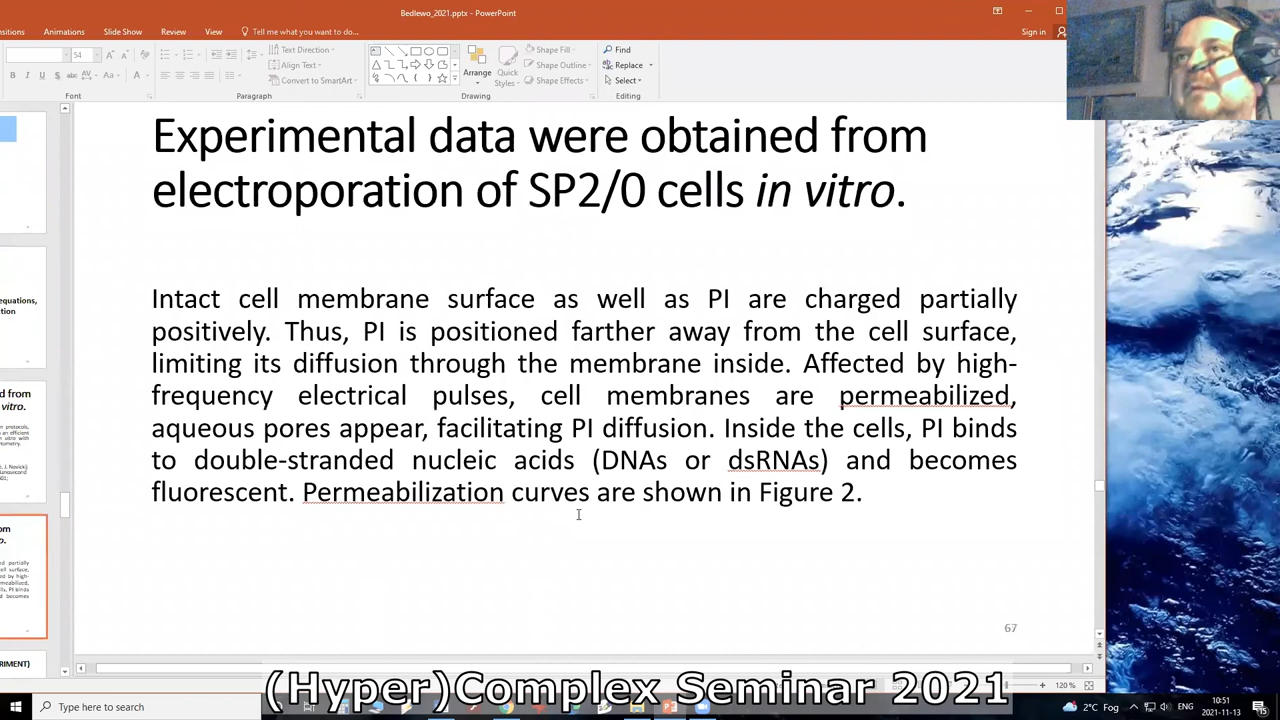 Bedlewo_2021.pptx - PowerPoint
nsitions Animations Slide Show Review View Tell me what you want to do... Sign in
54 Text Direction Shape Fill Find
B I U S abc AV Aa A Align Text Arrange Quick Styles Shape Outline Replace
Convert to SmartArt Shape Effects Select
Font Paragraph Drawing Editing
Experimental data were obtained from
electroporation of SP2/0 cells in vitro.
Intact cell membrane surface as well as PI are charged partially
positively. Thus, PI is positioned farther away from the cell surface,
limiting its diffusion through the membrane inside. Affected by high-
frequency electrical pulses, cell membranes are permeabilized,
aqueous pores appear, facilitating PI diffusion. Inside the cells, PI binds
to double-stranded nucleic acids (DNAs or dsRNAs) and becomes
fluorescent. Permeabilization curves are shown in Figure 2.
67
120 %
(Hyper)Complex Seminar 2021
Type here to search
2°C Fog ENG 10:51
2021-11-13
15